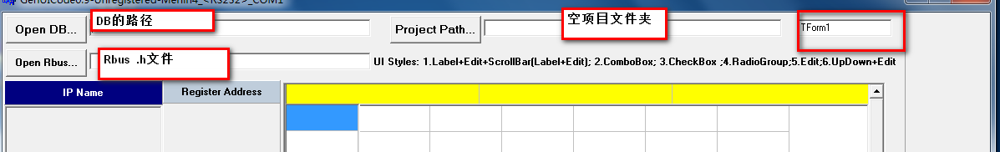 GenUICode0.9-Unregistered-Merlin4_<RS232>_COM1
Open DB...
DB的路径
Project Path...
空项目文件夹
TForm1
Open Rbus...
Rbus .h文件
UI Styles: 1.Label+Edit+ScrollBar(Label+Edit); 2.ComboBox; 3.CheckBox ;4.RadioGroup;5.Edit;6.UpDown+Edit
IP Name
Register Address